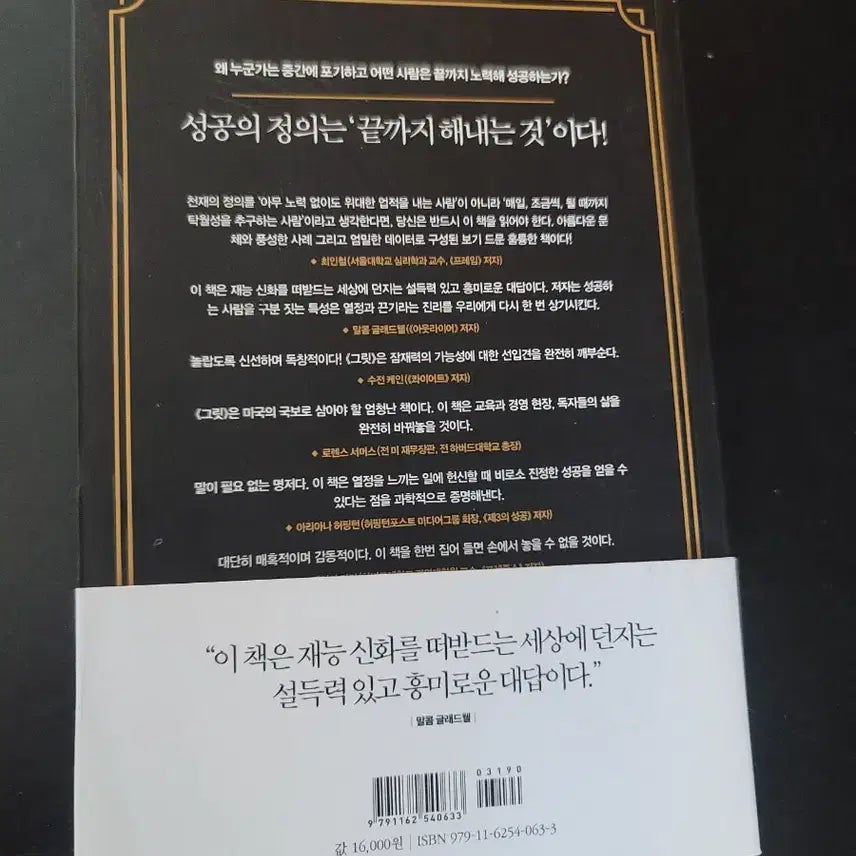 왜 누군가는 중간에 포기하고 어떤 사람은 끝까지 노력해 성공하는가?
성공의 정의는 ‘끝까지 해내는 것’이다!
천재의 정의를 ‘아무 노력 없이도 위대한 업적을 내는 사람’이 아니라 ‘매일, 조금씩, 될 때까지
탁월성을 추구하는 사람’이라고 생각한다면, 당신은 반드시 이 책을 읽어야 한다. 아름다운 문
체와 풍성한 사례 그리고 엄밀한 데이터로 구성된 보기 드문 훌륭한 책이다!
◆ 최인철(서울대학교 심리학과 교수, 《프레임》 저자)
이 책은 재능 신화를 떠받드는 세상에 던지는 설득력 있고 흥미로운 대답이다. 저자는 성공하
는 사람을 구분 짓는 특성은 열정과 끈기라는 진리를 우리에게 다시 한 번 상기시킨다.
◆ 말콤 글래드웰(《아웃라이어》 저자)
놀랍도록 신선하며 독창적이다! 《그릿》은 잠재력의 가능성에 대한 선입견을 완전히 깨부순다.
◆ 수전 케인(《콰이어트》 저자)
《그릿》은 미국의 국보로 삼아야 할 엄청난 책이다. 이 책은 교육과 경영 현장, 독자들의 삶을
완전히 바꿔놓을 것이다.
◆ 로렌스 서머스(전 미 재무장관, 전 하버드대학교 총장)
말이 필요 없는 명저다. 이 책은 열정을 느끼는 일에 헌신할 때 비로소 진정한 성공을 얻을 수
있다는 점을 과학적으로 증명해낸다.
◆ 아리아나 허핑턴(허핑턴포스트 미디어그룹 회장, 《제3의 성공》 저자)
대단히 매혹적이며 감동적이다. 이 책을 한번 집어 들면 손에서 놓을 수 없을 것이다.
“이 책은 재능 신화를 떠받드는 세상에 던지는
설득력 있고 흥미로운 대답이다.”
| 말콤 글래드웰 |
03190
9 791162 540633
값 16,000원 | ISBN 979-11-6254-063-3